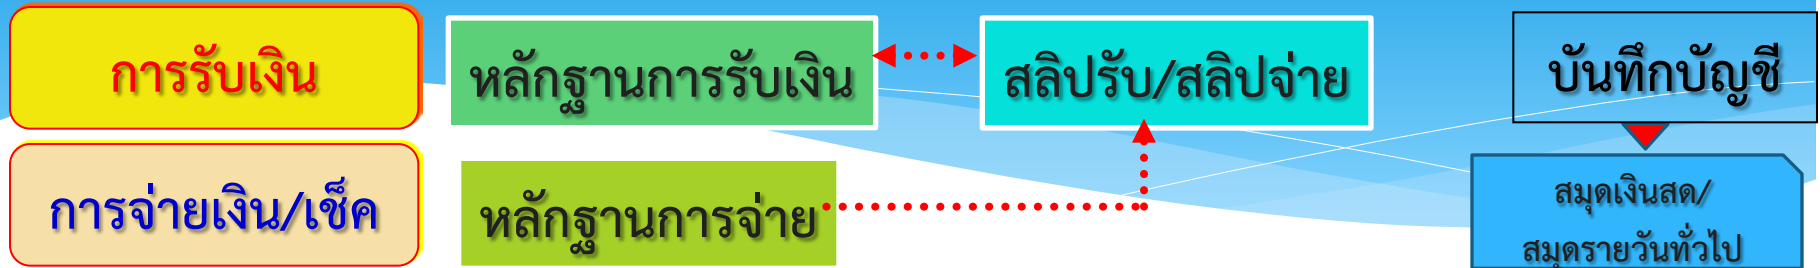 การรับเงิน
หลักฐานการรับเงิน
สลิปรับ/สลิปจ่าย
บันทึกบัญชี
การจ่ายเงิน/เช็ค
หลักฐานการจ่าย
สมุดเงินสด/
สมุดรายวันทั่วไป